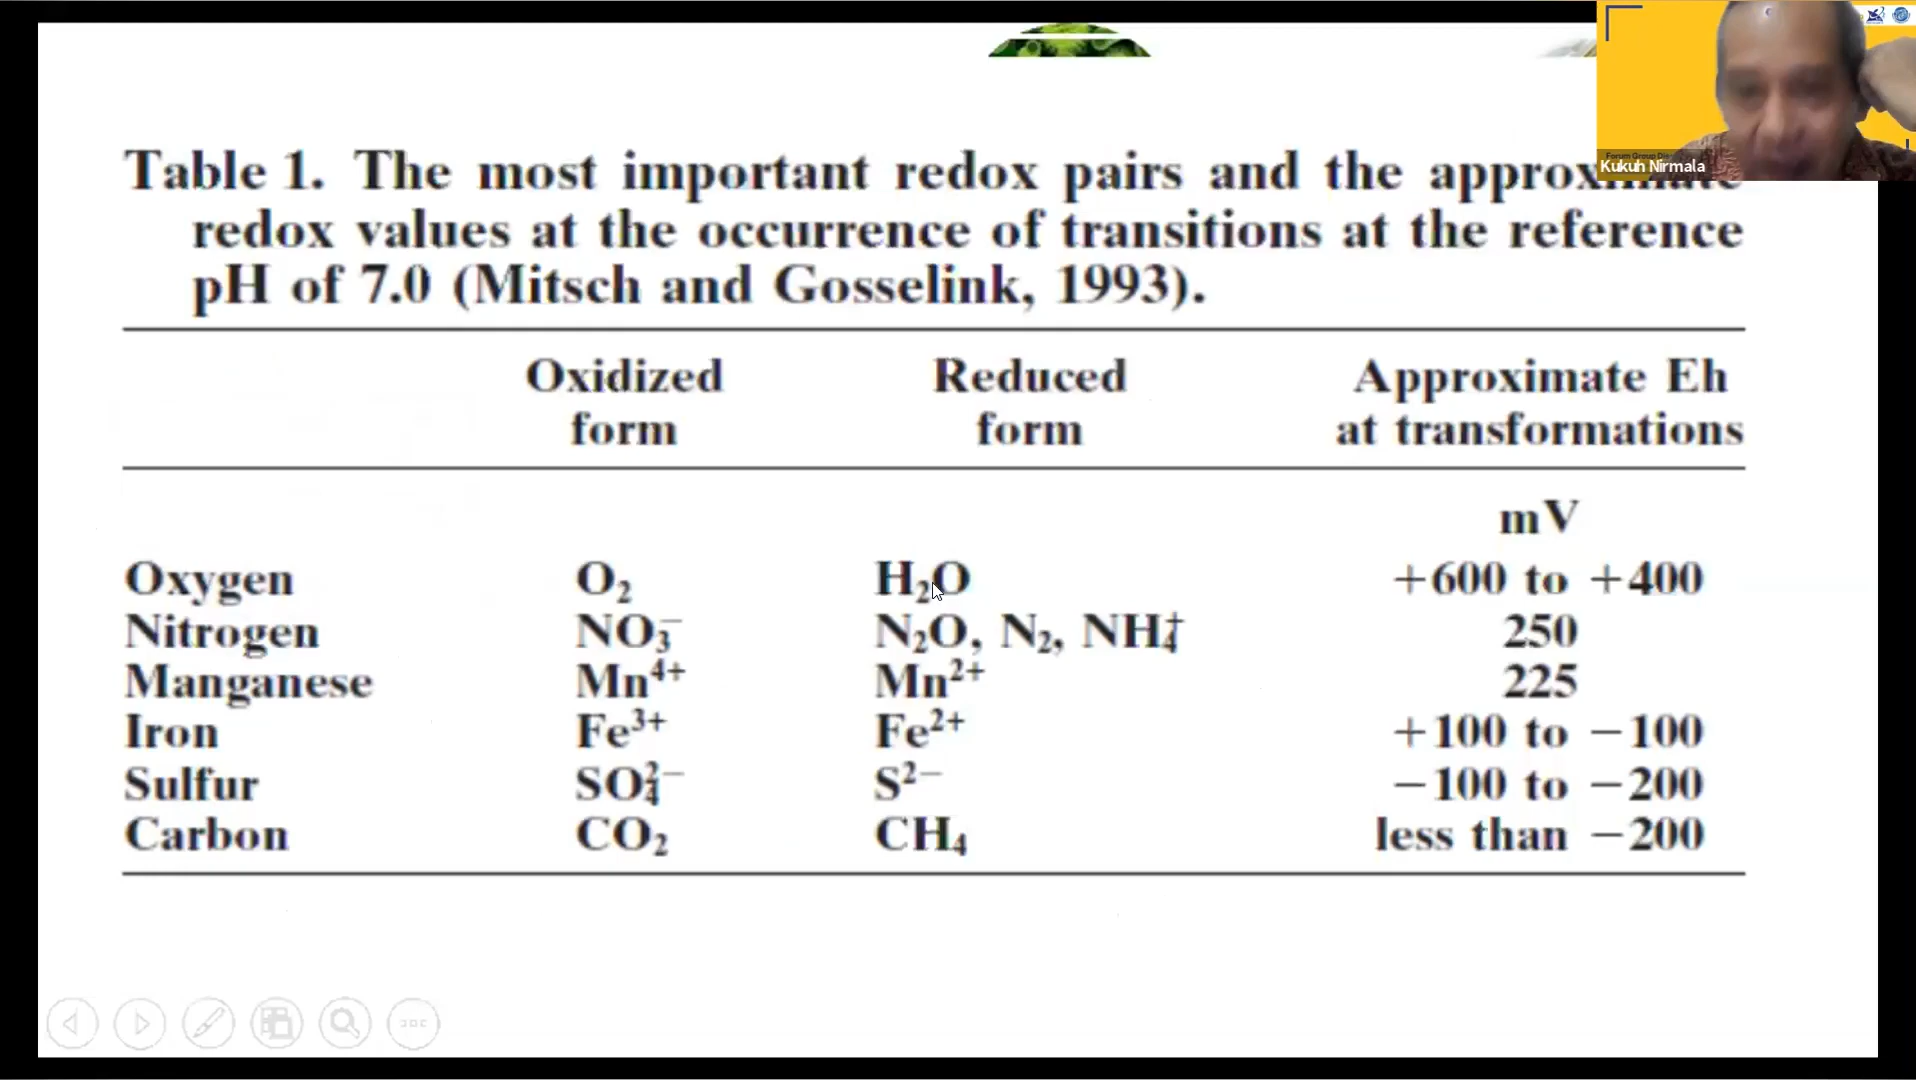 Table 1. The most important redox pairs and the approximate
redox values at the occurrence of transitions at the reference
pH of 7.0 (Mitsch and Gosselink, 1993).
Oxidized form Reduced form Approximate Eh at transformations
mV
Oxygen O₂ H₂O +600 to +400
Nitrogen NO₃⁻ N₂O, N₂, NH₄⁺ 250
Manganese Mn⁴⁺ Mn²⁺ 225
Iron Fe³⁺ Fe²⁺ +100 to −100
Sulfur SO₄²⁻ S²⁻ −100 to −200
Carbon CO₂ CH₄ less than −200
Kukuh Nirmala